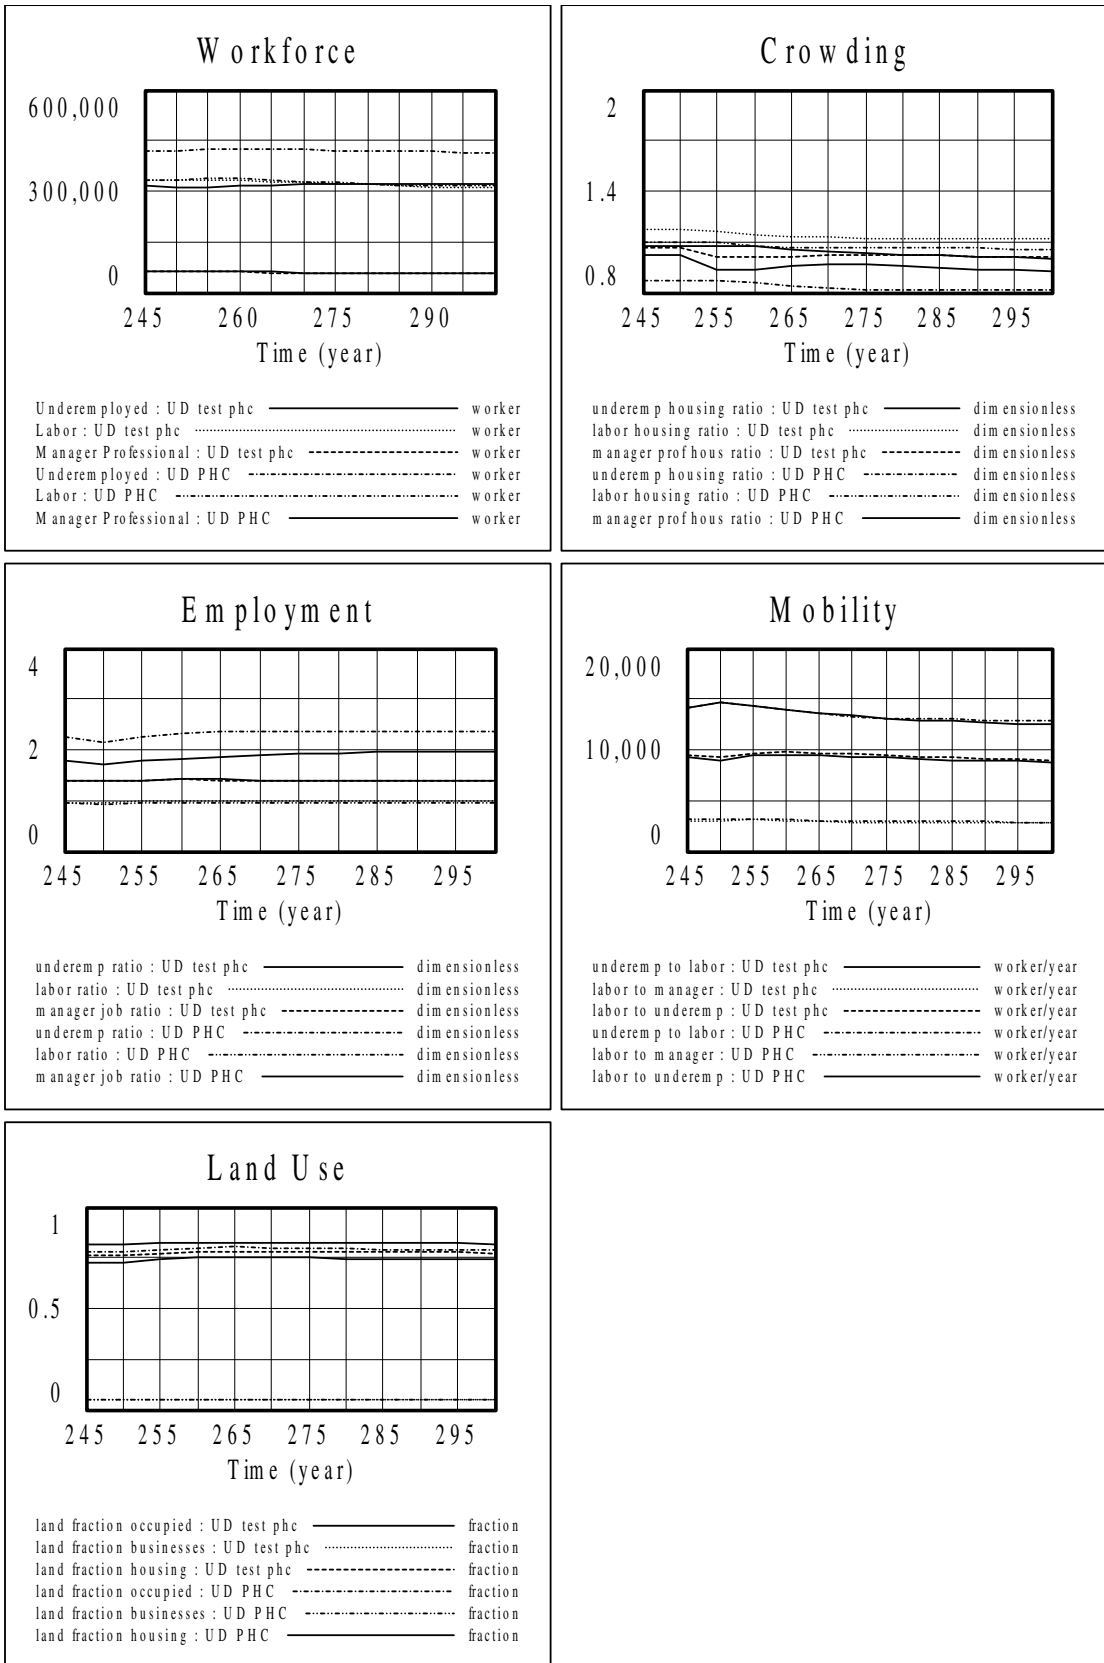 Workforce
600,000
300,000
0
245 260 275 290
Time (year)
Underemployed : UD test phc worker
Labor : UD test phc worker
Manager Professional : UD test phc worker
Underemployed : UD PHC worker
Labor : UD PHC worker
Manager Professional : UD PHC worker
Crowding
2
1.4
0.8
245 255 265 275 285 295
Time (year)
underemp housing ratio : UD test phc dimensionless
labor housing ratio : UD test phc dimensionless
manager prof hous ratio : UD test phc dimensionless
underemp housing ratio : UD PHC dimensionless
labor housing ratio : UD PHC dimensionless
manager prof hous ratio : UD PHC dimensionless
Employment
4
2
0
245 255 265 275 285 295
Time (year)
underemp ratio : UD test phc dimensionless
labor ratio : UD test phc dimensionless
manager job ratio : UD test phc dimensionless
underemp ratio : UD PHC dimensionless
labor ratio : UD PHC dimensionless
manager job ratio : UD PHC dimensionless
Mobility
20,000
10,000
0
245 255 265 275 285 295
Time (year)
underemp to labor : UD test phc worker/year
labor to manager : UD test phc worker/year
labor to underemp : UD test phc worker/year
underemp to labor : UD PHC worker/year
labor to manager : UD PHC worker/year
labor to underemp : UD PHC worker/year
Land Use
1
0.5
0
245 255 265 275 285 295
Time (year)
land fraction occupied : UD test phc fraction
land fraction businesses : UD test phc fraction
land fraction housing : UD test phc fraction
land fraction occupied : UD PHC fraction
land fraction businesses : UD PHC fraction
land fraction housing : UD PHC fraction